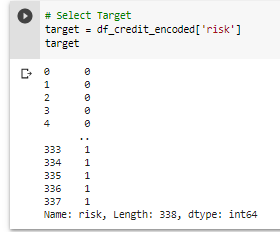 # Select Target
target = df_credit_encoded['risk']
target
0 0
1 0
2 0
3 0
4 0
..
333 1
334 1
335 1
336 1
337 1
Name: risk, Length: 338, dtype: int64